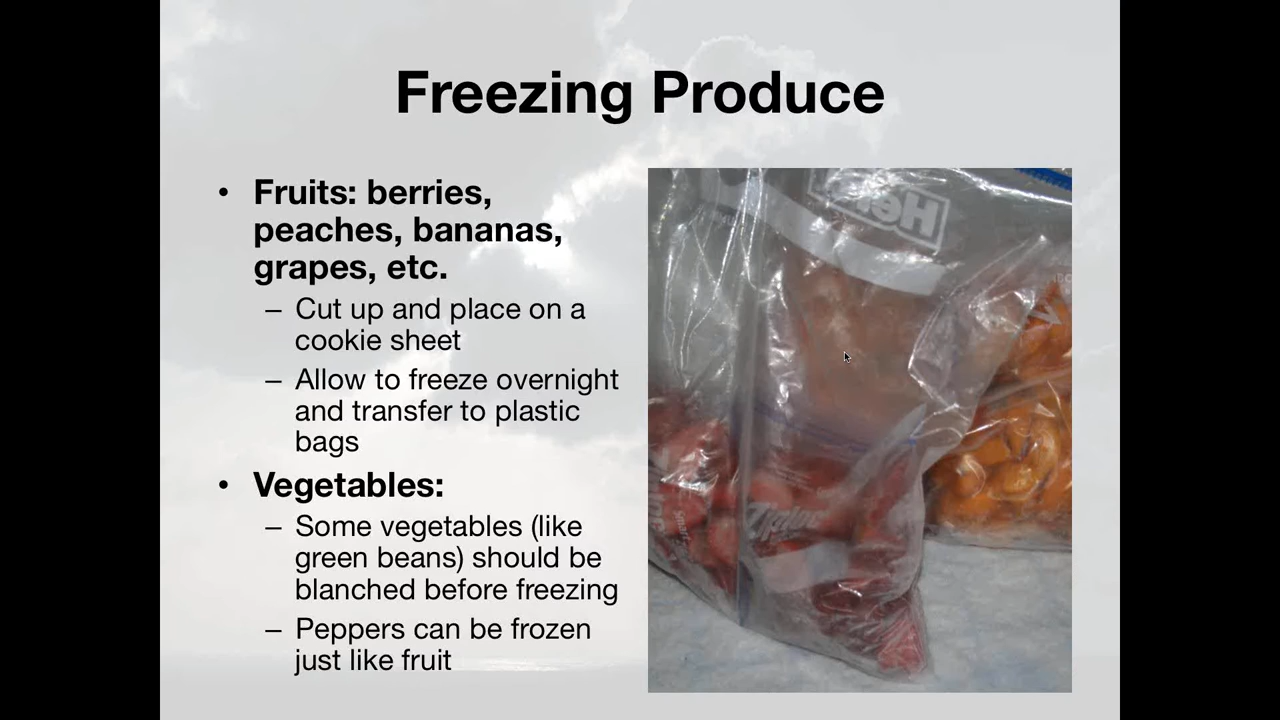 Freezing Produce
• Fruits: berries,
peaches, bananas,
grapes, etc.
– Cut up and place on a
cookie sheet
– Allow to freeze overnight
and transfer to plastic
bags
• Vegetables:
– Some vegetables (like
green beans) should be
blanched before freezing
– Peppers can be frozen
just like fruit
Ziploc